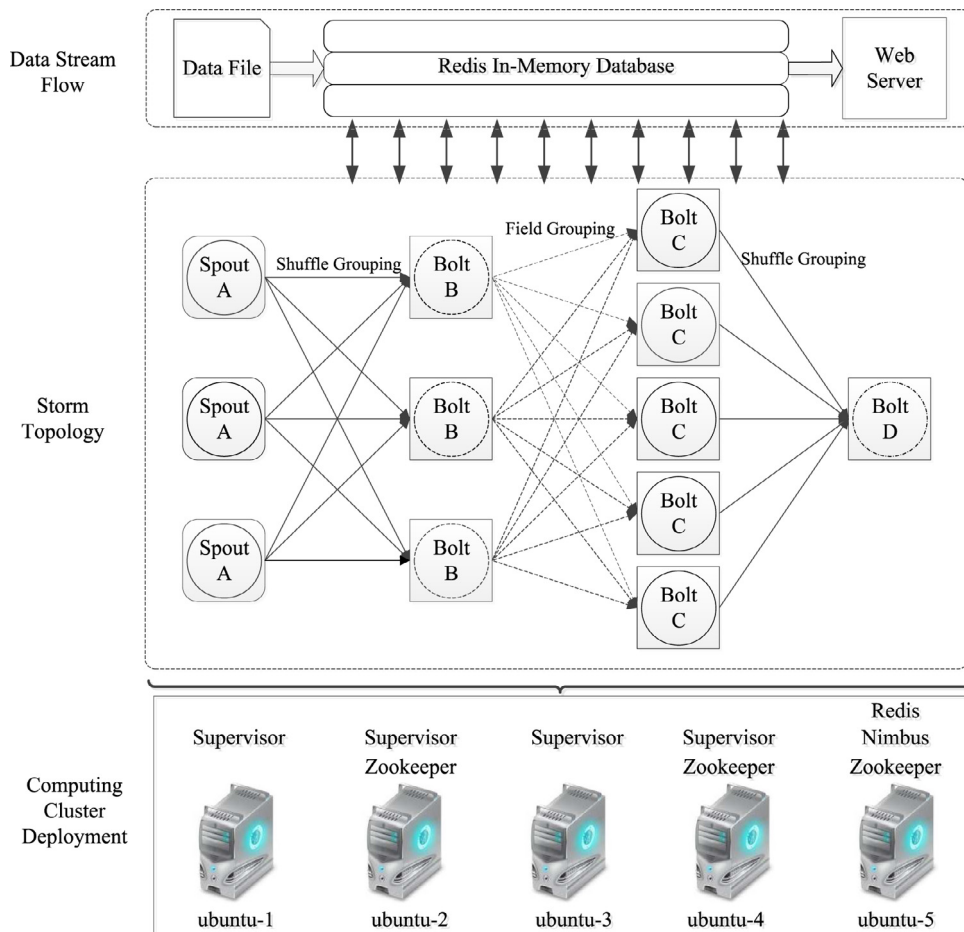 Data Stream
Flow
Data File
Redis In-Memory Database
Web
Server
Storm
Topology
Spout
A
Spout
A
Spout
A
Shuffle Grouping
Bolt
B
Bolt
B
Bolt
B
Field Grouping
Bolt
C
Bolt
C
Bolt
C
Bolt
C
Bolt
C
Shuffle Grouping
Bolt
D
Computing
Cluster
Deployment
Supervisor
ubuntu-1
Supervisor
Zookeeper
ubuntu-2
Supervisor
ubuntu-3
Supervisor
Zookeeper
ubuntu-4
Redis
Nimbus
Zookeeper
ubuntu-5